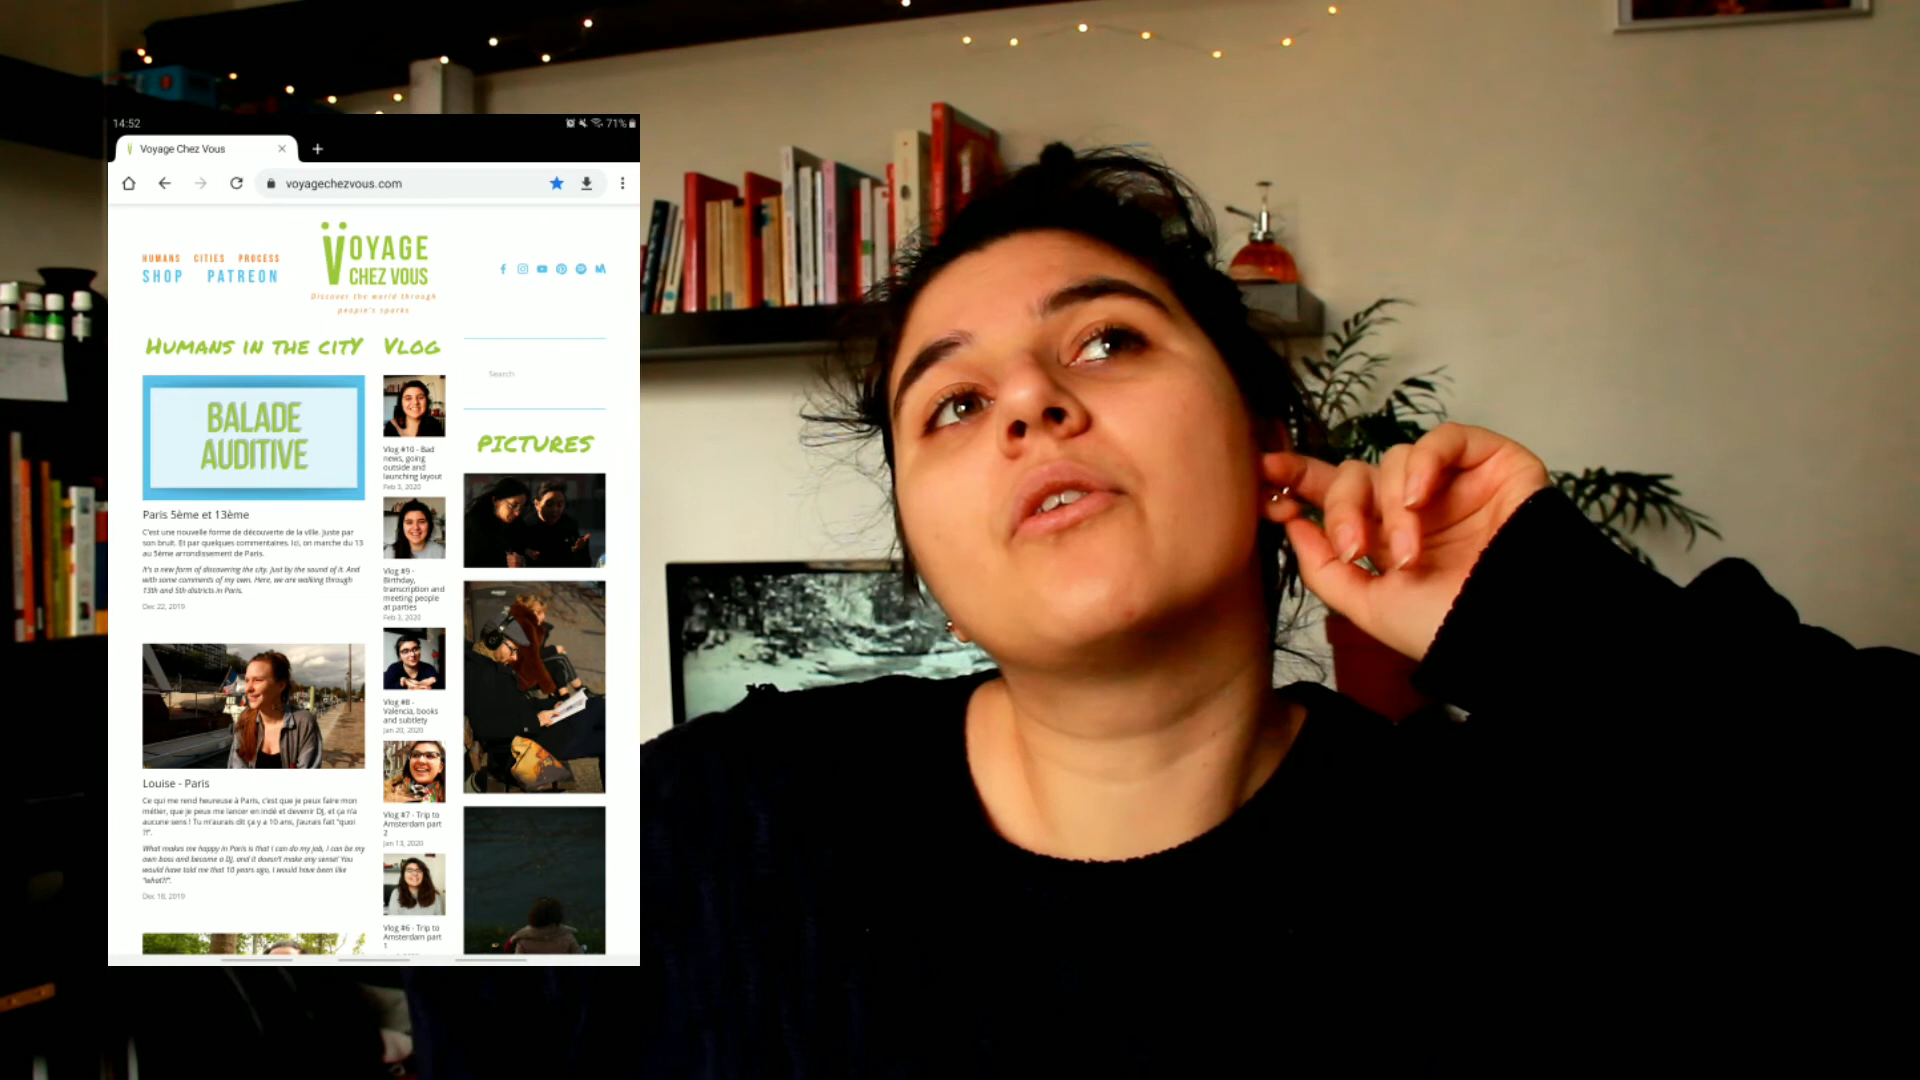 14:52
71%
Voyage Chez Vous
voyagechezvous.com
HUMANS CITIES PROCESS
SHOP PATREON
VOYAGE
CHEZ VOUS
Discover the world through
people's sparks
HUMANS IN THE CITY
BALADE
AUDITIVE
Paris 5ème et 13ème
C'est une nouvelle forme de découverte de la ville. Juste par
son bruit. Et par quelques commentaires. Ici, on marche du 13
au 5ème arrondissement de Paris.
It's a new form of discovering the city. Just by the sound of it. And
with some comments of my own. Here, we are walking through
13th and 5th districts in Paris.
Dec 22, 2019
Louise - Paris
Ce qui me rend heureuse à Paris, c'est que je peux faire mon
métier, que je peux me lancer en indé et devenir DJ, et ça n'a
aucune sens ! Tu m'aurais dit ça y a 10 ans, j'aurais fait "quoi
?!".
What makes me happy in Paris is that I can do my job, I can be my
own boss and become a DJ, and it doesn't make any sense! You
would have told me that 10 years ago, I would have been like
"what?!".
Dec 18, 2019
VLOG
Vlog #10 - Bad
news, going
outside and
launching layout
Feb 3, 2020
Vlog #9 -
Birthday,
transcription and
meeting people
at parties
Feb 3, 2020
Vlog #8 -
Valencia, books
and subtlety
Jan 20, 2020
Vlog #7 - Trip to
Amsterdam part
2
Jan 13, 2020
Vlog #6 - Trip to
Amsterdam part
1
Search
PICTURES